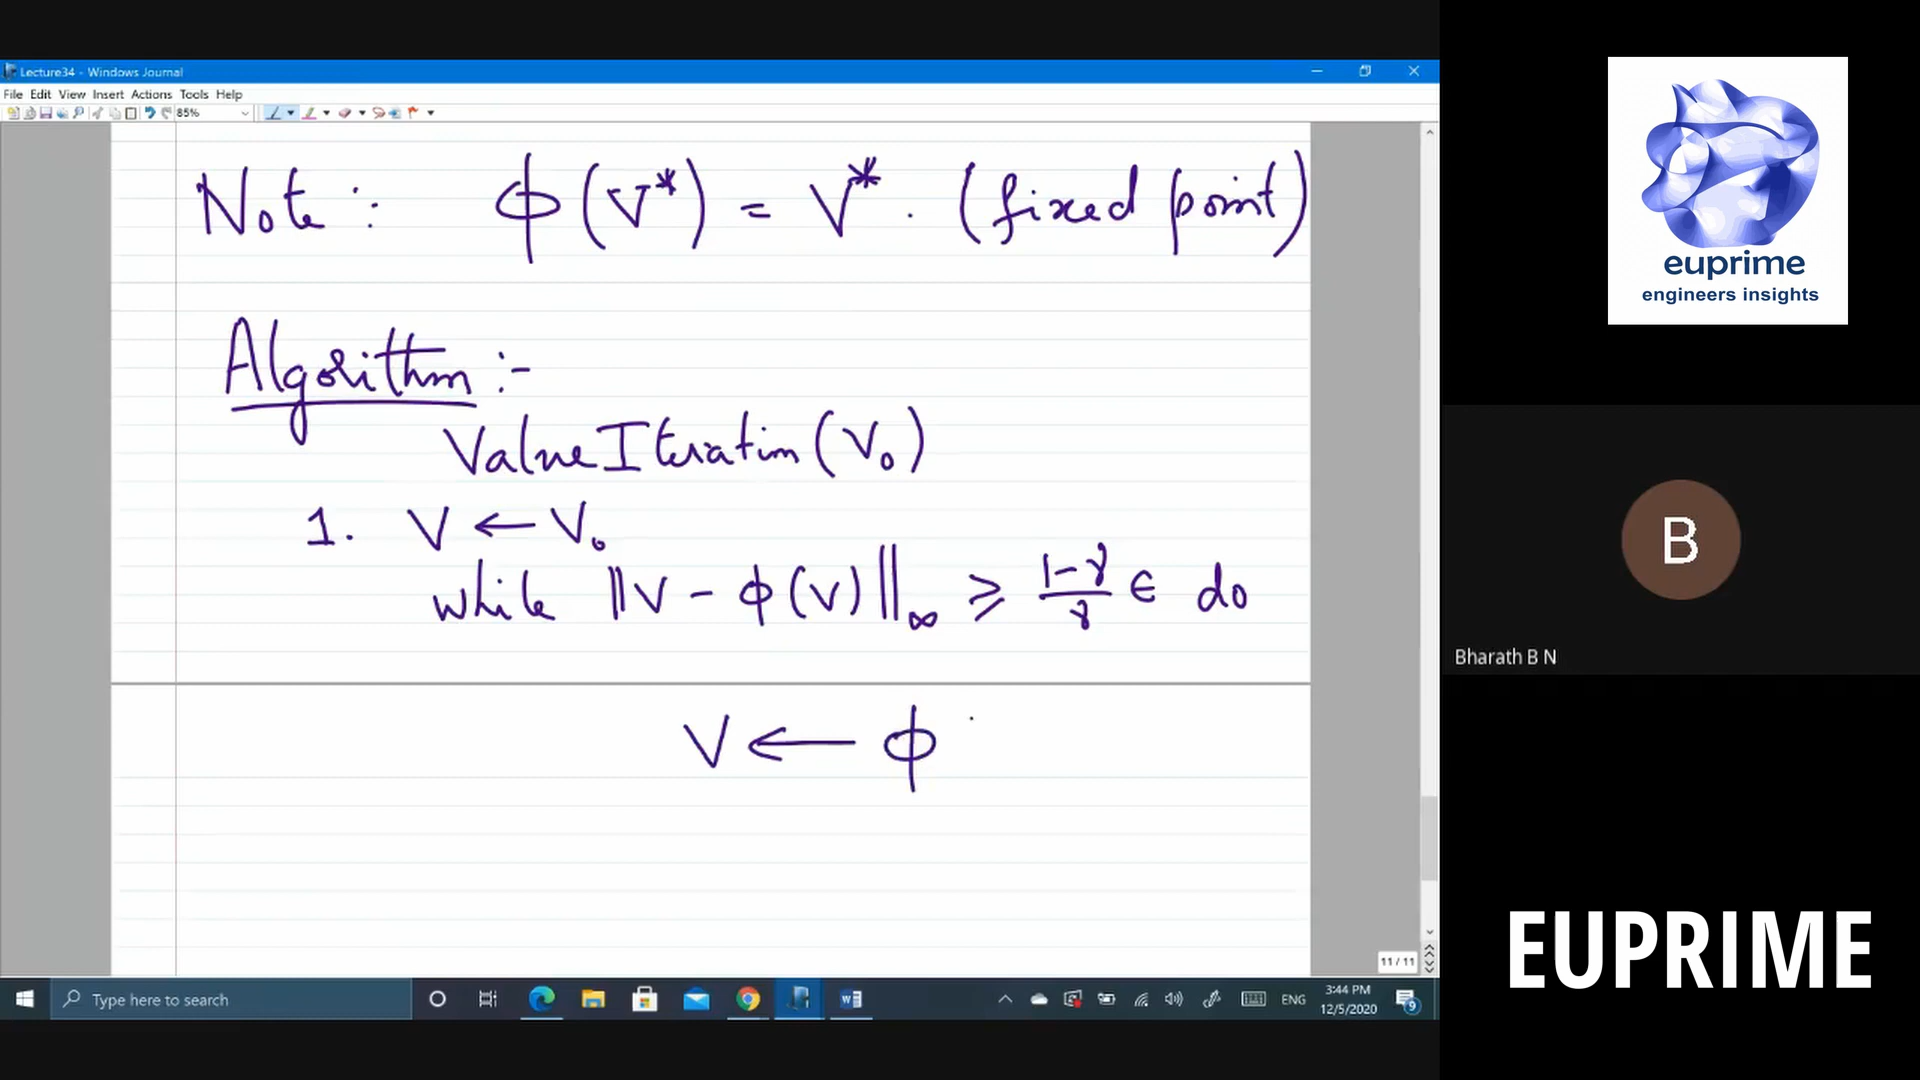 Lecture34 - Windows Journal
File Edit View Insert Actions Tools Help
85%
Note : ϕ(V*) = V* . (fixed point)
Algorithm :-
ValueIteration(V₀)
1. V ← V₀
while ||V - ϕ(V)||∞ ⩾ (1-γ)/γ ∈ do
V ← ϕ
11 / 11
Type here to search
ENG
3:44 PM
12/5/2020
9
euprime
engineers insights
B
Bharath B N
EUPRIME